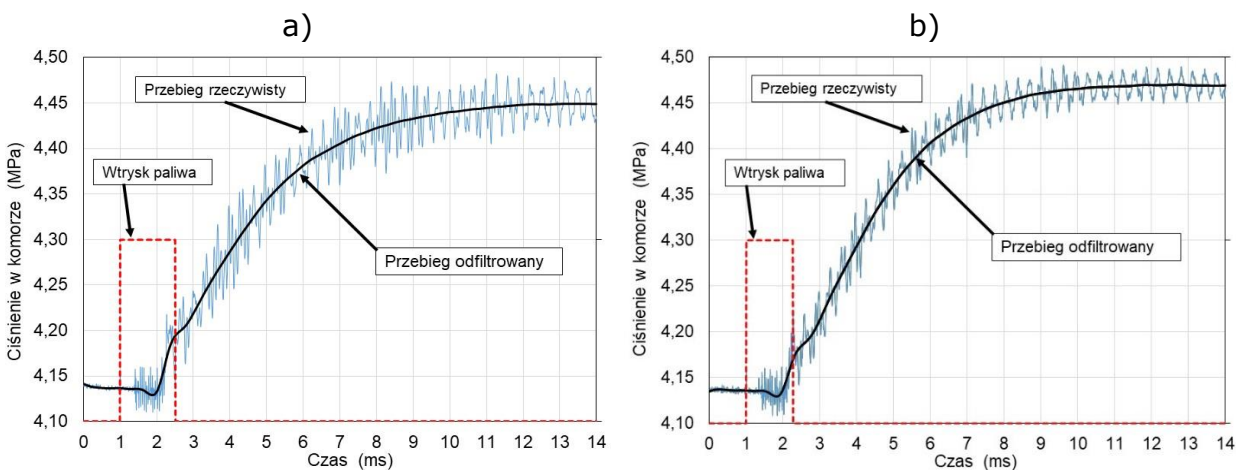 a)
4,50
4,45
4,40
4,35
4,30
4,25
4,20
4,15
4,10
Ciśnienie w komorze (MPa)
Przebieg rzeczywisty
Wtrysk paliwa
Przebieg odfiltrowany
0 1 2 3 4 5 6 7 8 9 10 11 12 13 14
Czas (ms)
b)
4,50
4,45
4,40
4,35
4,30
4,25
4,20
4,15
4,10
Ciśnienie w komorze (MPa)
Przebieg rzeczywisty
Wtrysk paliwa
Przebieg odfiltrowany
0 1 2 3 4 5 6 7 8 9 10 11 12 13 14
Czas (ms)